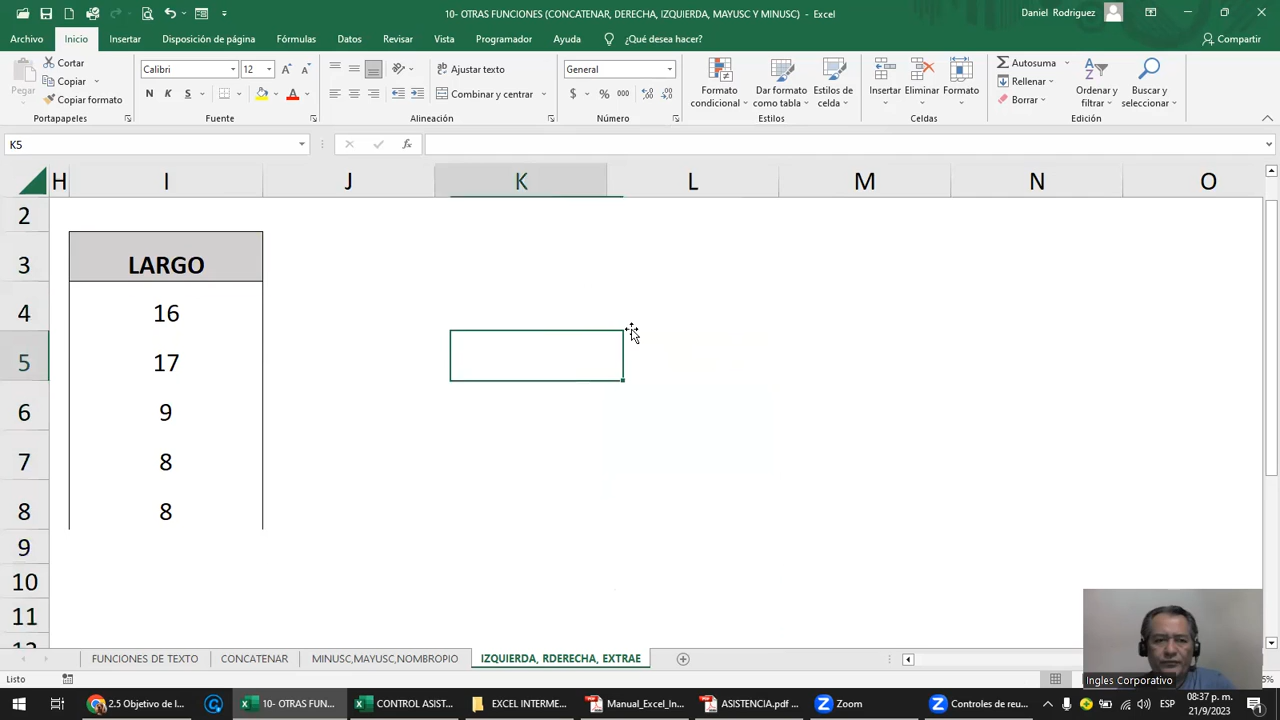 10- OTRAS FUNCIONES (CONCATENAR, DERECHA, IZQUIERDA, MAYUSC Y MINUSC) - Excel
Daniel Rodriguez
Archivo Inicio Insertar Disposición de página Fórmulas Datos Revisar Vista Programador Ayuda ¿Qué desea hacer? Compartir
Pegar
Cortar
Copiar
Copiar formato
Portapapeles
Calibri 12
N K S
Fuente
Ajustar texto
Combinar y centrar
Alineación
General
$ % 000
Número
Formato condicional
Dar formato como tabla
Estilos de celda
Estilos
Insertar Eliminar Formato
Celdas
Autosuma
Rellenar
Borrar
Ordenar y filtrar
Buscar y seleccionar
Edición
K5
fx
H I J K L M N O
2
3 LARGO
4 16
5 17
6 9
7 8
8 8
9
10
11
FUNCIONES DE TEXTO CONCATENAR MINUSC,MAYUSC,NOMBROPIO IZQUIERDA, RDERECHA, EXTRAE
Listo
Ingles Corporativo
2.5 Objetivo de l... 10- OTRAS FUN... CONTROL ASIST... EXCEL INTERME... Manual_Excel_In... ASISTENCIA.pdf ... Zoom Controles de reu...
ESP
08:37 p. m.
21/9/2023